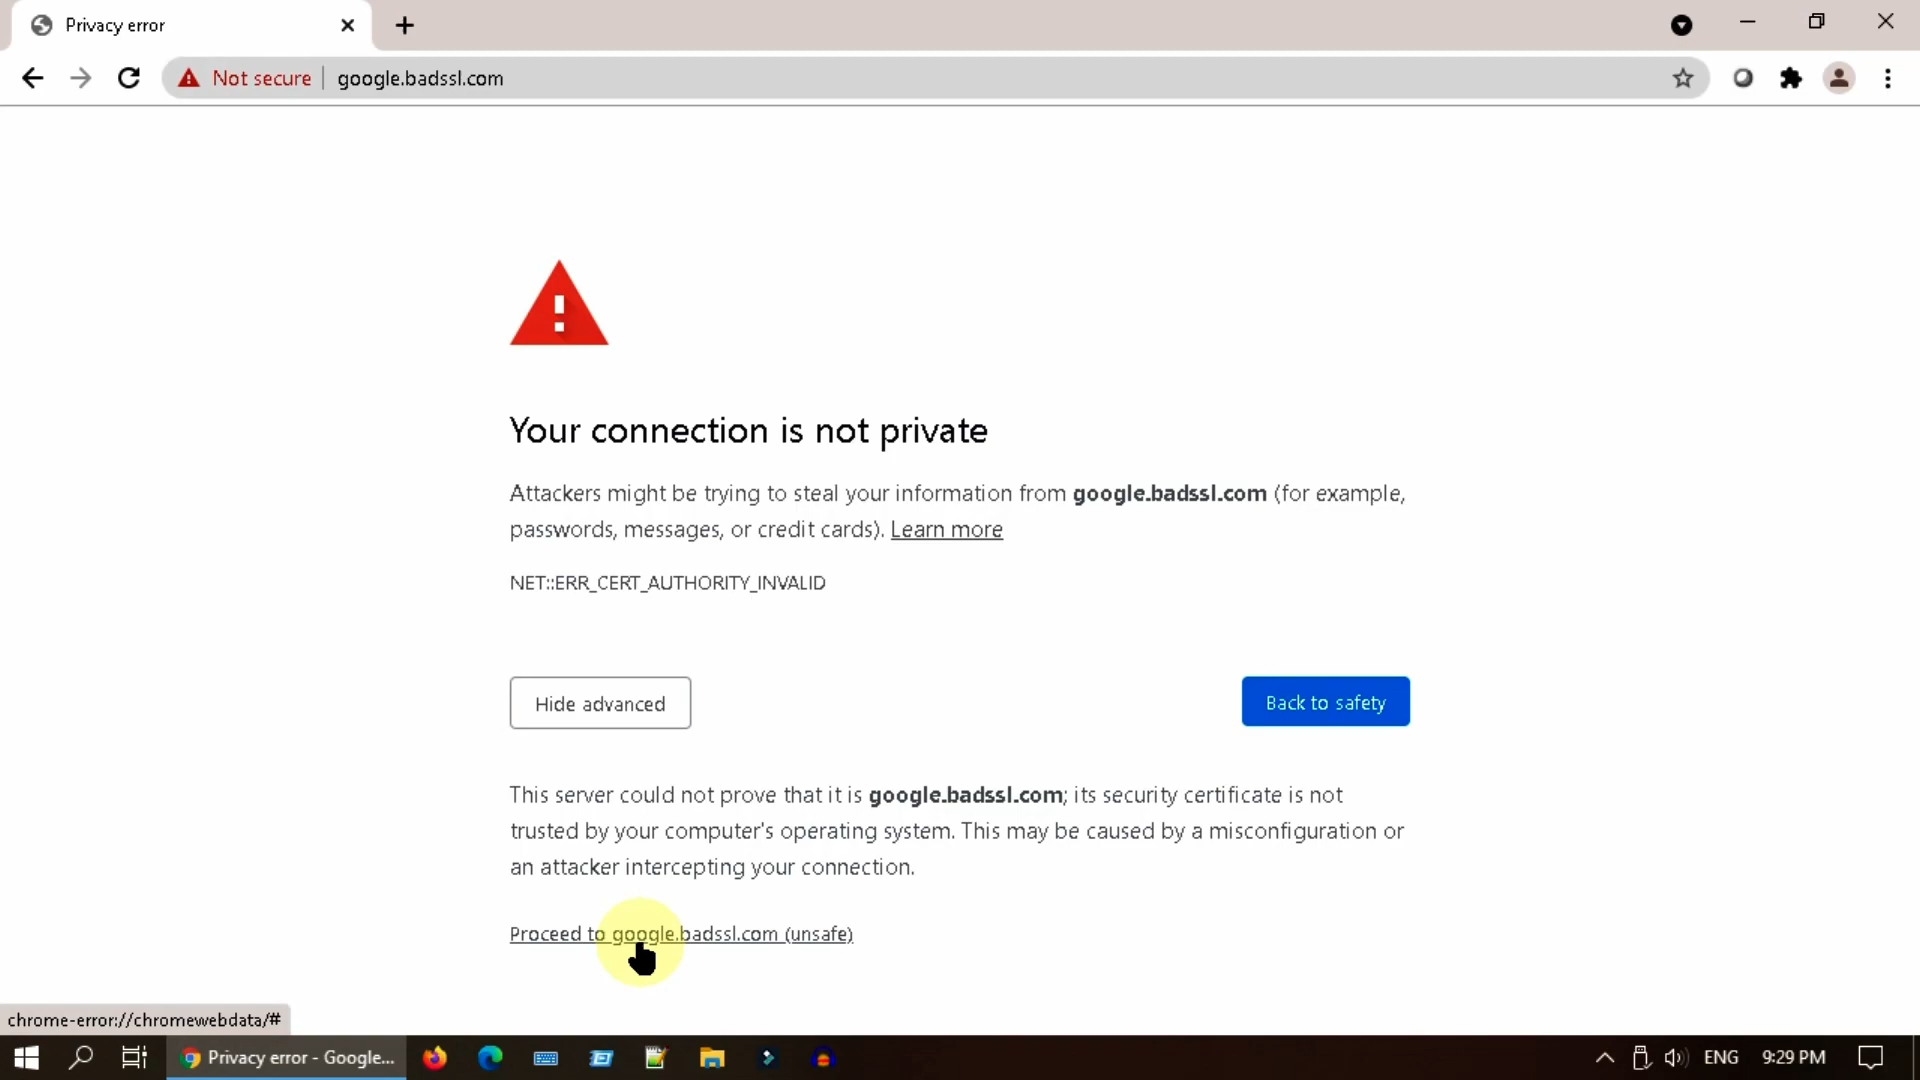 Privacy error
Not secure google.badssl.com
Your connection is not private
Attackers might be trying to steal your information from google.badssl.com (for example,
passwords, messages, or credit cards). Learn more
NET::ERR_CERT_AUTHORITY_INVALID
Hide advanced
Back to safety
This server could not prove that it is google.badssl.com; its security certificate is not
trusted by your computer's operating system. This may be caused by a misconfiguration or
an attacker intercepting your connection.
Proceed to google.badssl.com (unsafe)
chrome-error://chromewebdata/#
Privacy error - Google...
ENG
9:29 PM